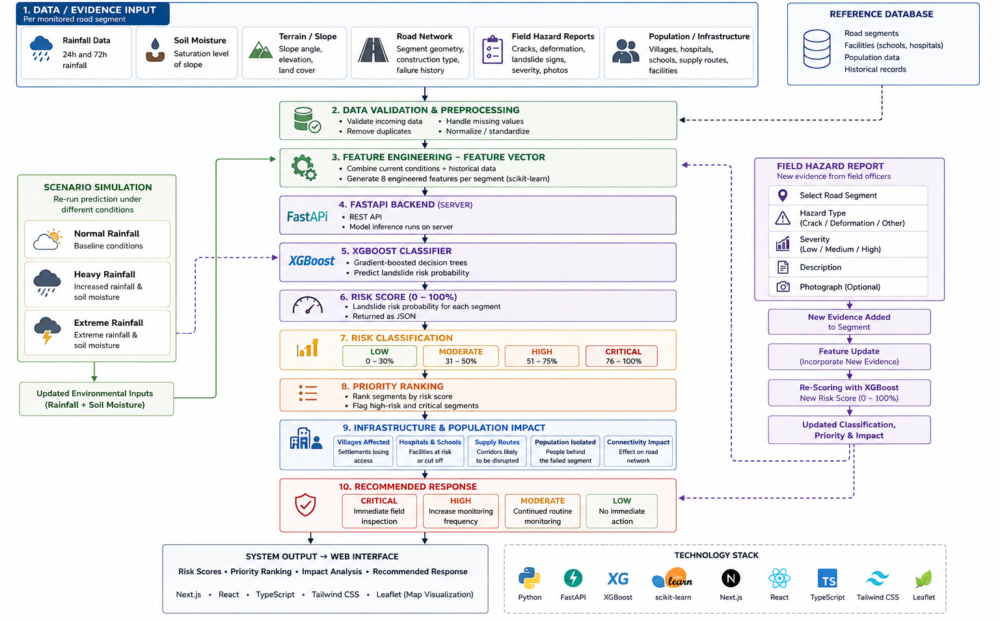 1. DATA / EVIDENCE INPUT
Per monitored road segment
Rainfall Data
24h and 72h
rainfall
Soil Moisture
Saturation level
of slope
Terrain / Slope
Slope angle,
elevation,
land cover
Road Network
Segment geometry,
construction type,
failure history
Field Hazard Reports
Cracks, deformation,
landslide signs,
severity, photos
Population / Infrastructure
Villages, hospitals,
schools, supply routes,
facilities
REFERENCE DATABASE
Road segments
Facilities (schools, hospitals)
Population data
Historical records
2. DATA VALIDATION & PREPROCESSING
• Validate incoming data
• Remove duplicates
• Handle missing values
• Normalize / standardize
3. FEATURE ENGINEERING – FEATURE VECTOR
• Combine current conditions + historical data
• Generate 8 engineered features per segment (scikit-learn)
FastAPi
4. FASTAPI BACKEND (SERVER)
• REST API
• Model inference runs on server
XGBoost
5. XGBOOST CLASSIFIER
• Gradient-boosted decision trees
• Predict landslide risk probability
6. RISK SCORE (0 – 100%)
• Landslide risk probability for each segment
• Returned as JSON
7. RISK CLASSIFICATION
LOW
0 – 30%
MODERATE
31 – 50%
HIGH
51 – 75%
CRITICAL
76 – 100%
8. PRIORITY RANKING
• Rank segments by risk score
• Flag high-risk and critical segments
9. INFRASTRUCTURE & POPULATION IMPACT
Villages Affected
Settlements losing
access
Hospitals & Schools
Facilities at risk
or cut off
Supply Routes
Corridors likely
to be disrupted
Population Isolated
People behind
the failed segment
Connectivity Impact
Effect on road
network
10. RECOMMENDED RESPONSE
CRITICAL
Immediate field
inspection
HIGH
Increase monitoring
frequency
MODERATE
Continued routine
monitoring
LOW
No immediate
action
SCENARIO SIMULATION
Re-run prediction under
different conditions
Normal Rainfall
Baseline conditions
Heavy Rainfall
Increased rainfall &
soil moisture
Extreme Rainfall
Extreme rainfall &
soil moisture
Updated Environmental Inputs
(Rainfall + Soil Moisture)
FIELD HAZARD REPORT
New evidence from field officers
Select Road Segment
Hazard Type
(Crack / Deformation / Other)
Severity
(Low / Medium / High)
Description
Photograph (Optional)
New Evidence Added
to Segment
Feature Update
(Incorporate New Evidence)
Re-Scoring with XGBoost
New Risk Score (0 – 100%)
Updated Classification,
Priority & Impact
SYSTEM OUTPUT → WEB INTERFACE
Risk Scores • Priority Ranking • Impact Analysis • Recommended Response
Next.js • React • TypeScript • Tailwind CSS • Leaflet (Map Visualization)
TECHNOLOGY STACK
XG
learn
N
TS
Python
FastAPI
XGBoost
scikit-learn
Next.js
React
TypeScript
Tailwind CSS
Leaflet